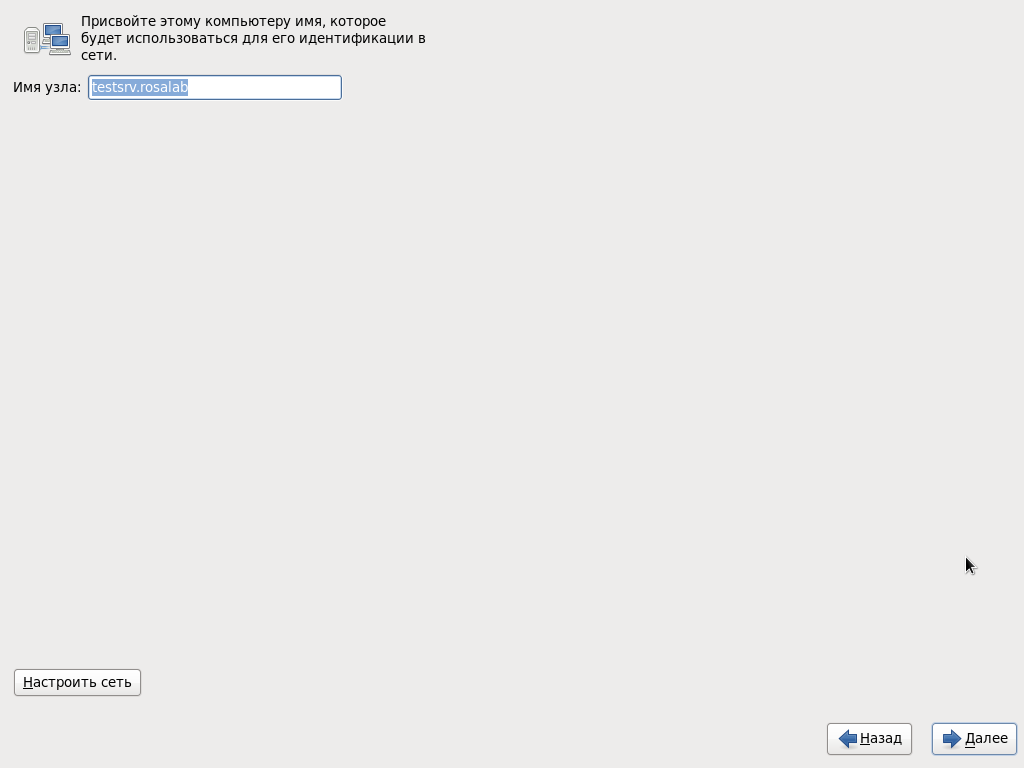 Присвойте этому компьютеру имя, которое
будет использоваться для его идентификации в
сети.
Имя узла: testsrv.rosalab
Настроить сеть
Назад Далее